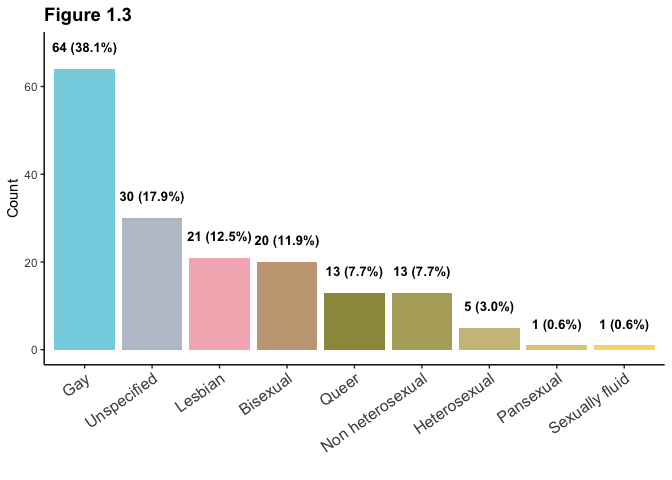 Figure 1.3
64 (38.1%)
30 (17.9%)
21 (12.5%)
20 (11.9%)
13 (7.7%)
13 (7.7%)
5 (3.0%)
1 (0.6%)
1 (0.6%)
Count
60
40
20
0
Gay
Unspecified
Lesbian
Bisexual
Queer
Non heterosexual
Heterosexual
Pansexual
Sexually fluid